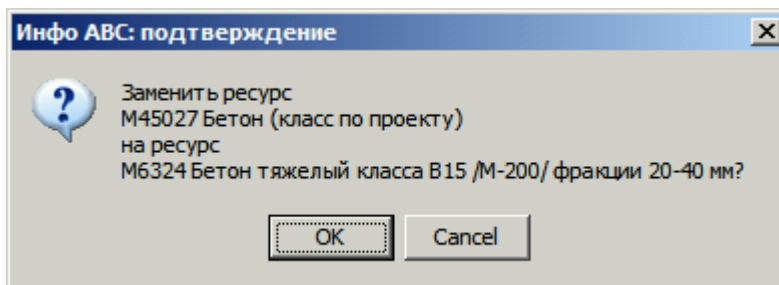 Инфо АВС: подтверждение
Заменить ресурс
М45027 Бетон (класс по проекту)
на ресурс
М6324 Бетон тяжелый класса В15 /М-200/ фракции 20-40 мм?
OK
Cancel